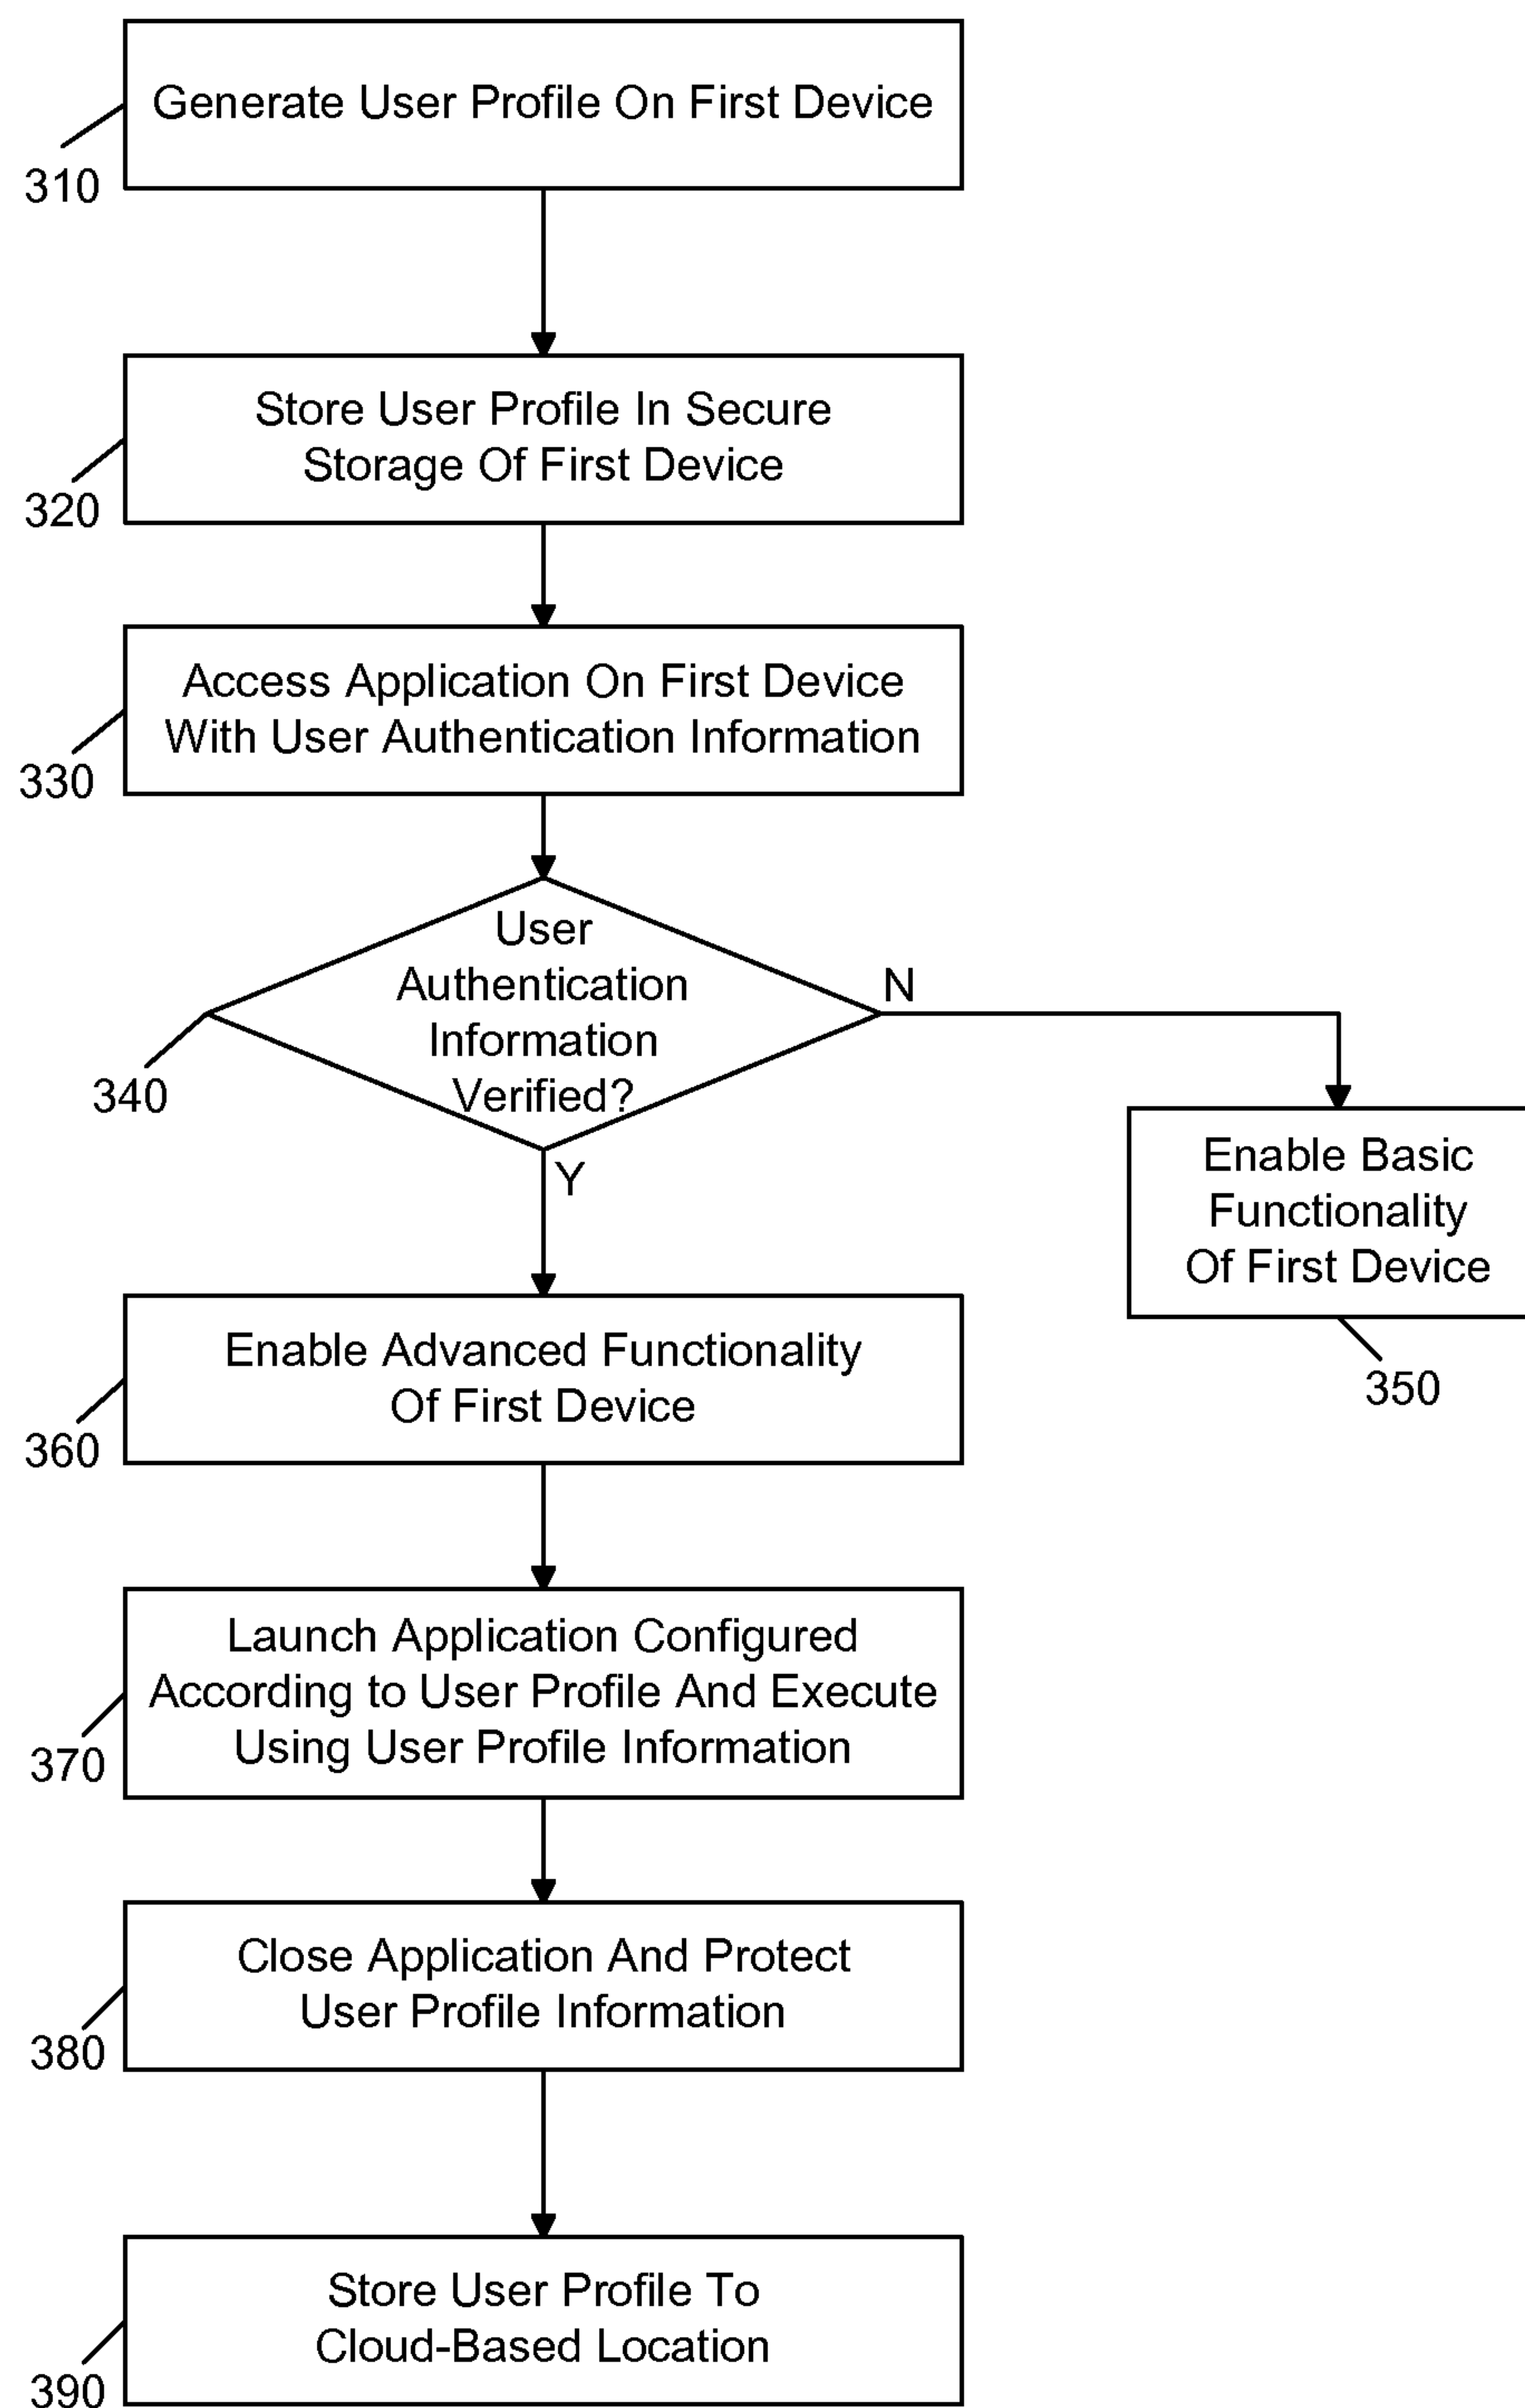 Generate User Profile On First Device
310
Store User Profile In Secure
Storage Of First Device
320
Access Application On First Device
With User Authentication Information
330
User
Authentication
Information
Verified?
N
340
Y
Enable Basic
Functionality
Of First Device
350
Enable Advanced Functionality
Of First Device
360
Launch Application Configured
According to User Profile And Execute
Using User Profile Information
370
Close Application And Protect
User Profile Information
380
Store User Profile To
Cloud-Based Location
390